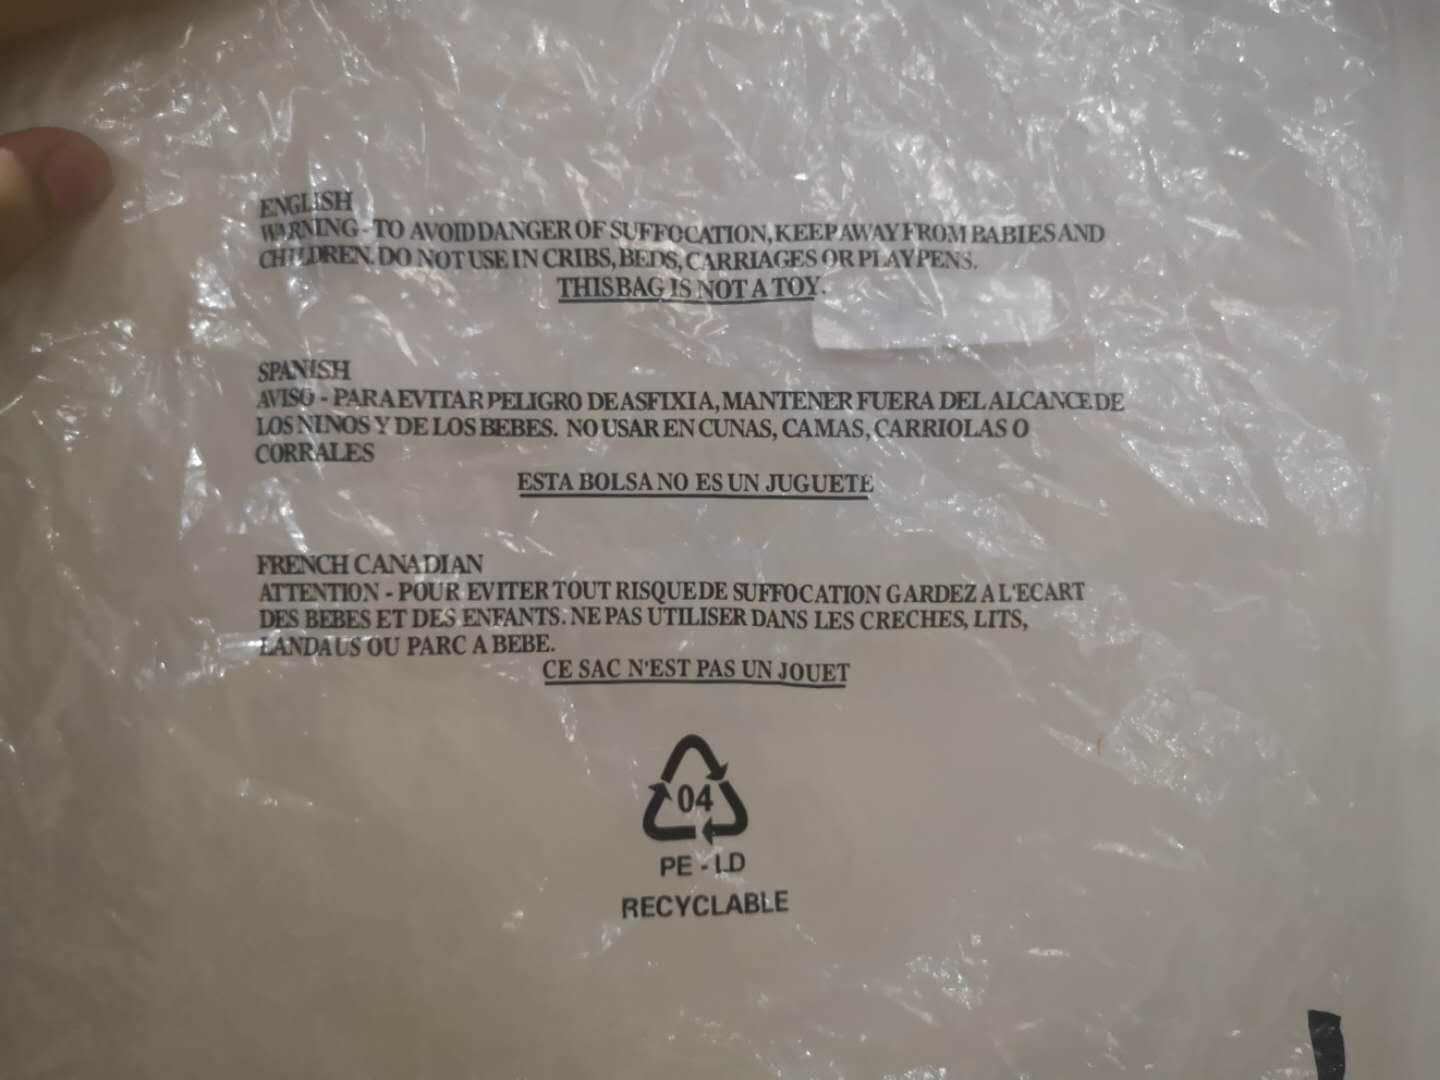 ENGLISH
WARNING - TO AVOID DANGER OF SUFFOCATION, KEEP AWAY FROM BABIES AND
CHILDREN. DO NOT USE IN CRIBS, BEDS, CARRIAGES OR PLAYPENS.
THIS BAG IS NOT A TOY.
SPANISH
AVISO - PARA EVITAR PELIGRO DE ASFIXIA, MANTENER FUERA DEL ALCANCE DE
LOS NINOS Y DE LOS BEBES. NO USAR EN CUNAS, CAMAS, CARRIOLAS O
CORRALES
ESTA BOLSA NO ES UN JUGUETE
FRENCH CANADIAN
ATTENTION - POUR EVITER TOUT RISQUE DE SUFFOCATION GARDEZ A L'ECART
DES BEBES ET DES ENFANTS. NE PAS UTILISER DANS LES CRECHES, LITS,
LANDAUS OU PARC A BEBE.
CE SAC N'EST PAS UN JOUET
04
PE - LD
RECYCLABLE